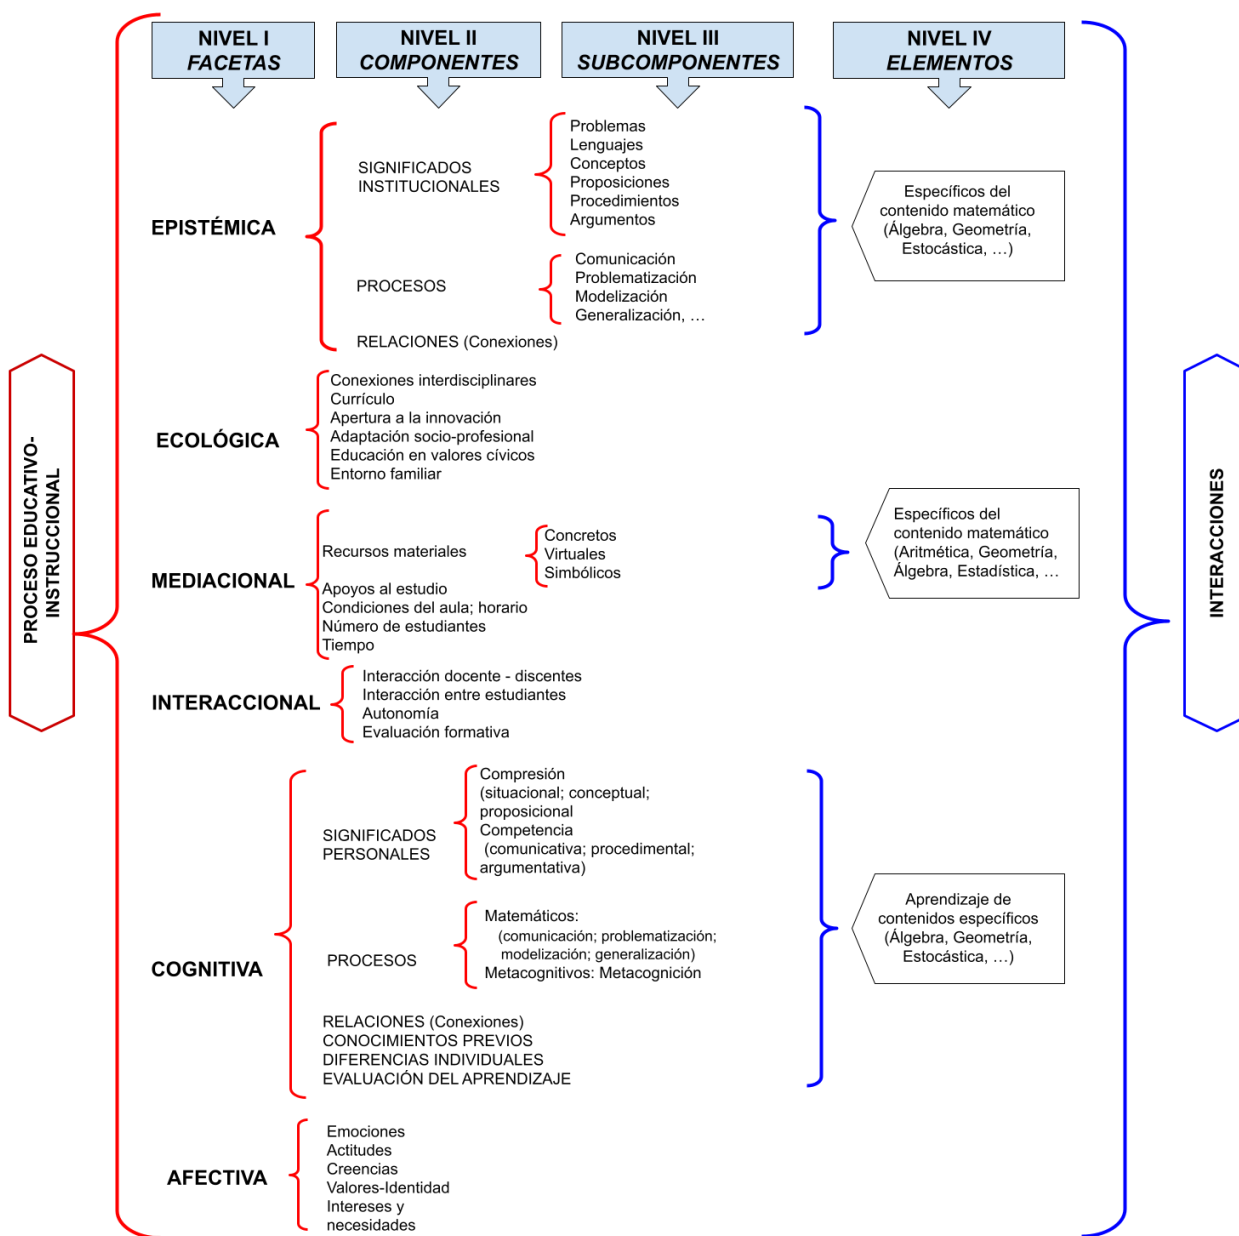 NIVEL I
FACETAS
NIVEL II
COMPONENTES
NIVEL III
SUBCOMPONENTES
NIVEL IV
ELEMENTOS
PROCESO EDUCATIVO-
INSTRUCCIONAL
EPISTÉMICA
SIGNIFICADOS
INSTITUCIONALES
Problemas
Lenguajes
Conceptos
Proposiciones
Procedimientos
Argumentos
PROCESOS
Comunicación
Problematización
Modelización
Generalización, …
RELACIONES (Conexiones)
Específicos del
contenido matemático
(Álgebra, Geometría,
Estocástica, …)
ECOLÓGICA
Conexiones interdisciplinares
Currículo
Apertura a la innovación
Adaptación socio-profesional
Educación en valores cívicos
Entorno familiar
MEDIACIONAL
Recursos materiales
Concretos
Virtuales
Simbólicos
Apoyos al estudio
Condiciones del aula; horario
Número de estudiantes
Tiempo
Específicos del
contenido matemático
(Aritmética, Geometría,
Álgebra, Estadística, …
INTERACCIONAL
Interacción docente - discentes
Interacción entre estudiantes
Autonomía
Evaluación formativa
COGNITIVA
SIGNIFICADOS
PERSONALES
Compresión
(situacional; conceptual;
proposicional
Competencia
(comunicativa; procedimental;
argumentativa)
PROCESOS
Matemáticos:
(comunicación; problematización;
modelización; generalización)
Metacognitivos: Metacognición
RELACIONES (Conexiones)
CONOCIMIENTOS PREVIOS
DIFERENCIAS INDIVIDUALES
EVALUACIÓN DEL APRENDIZAJE
Aprendizaje de
contenidos específicos
(Álgebra, Geometría,
Estocástica, …)
AFECTIVA
Emociones
Actitudes
Creencias
Valores-Identidad
Intereses y
necesidades
INTERACCIONES